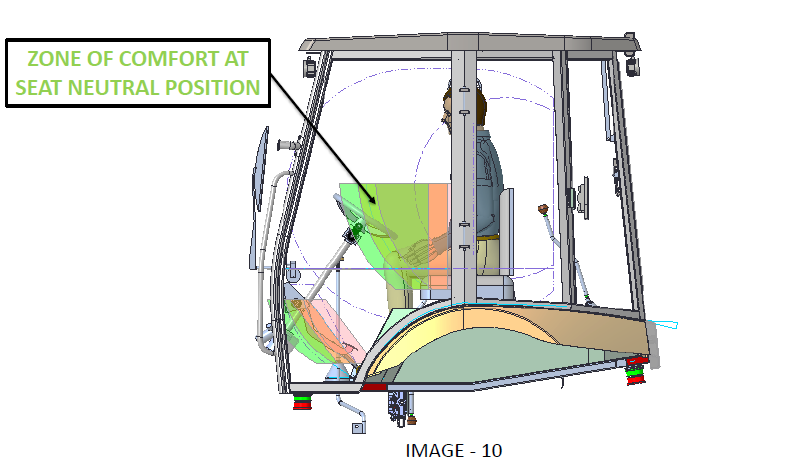 ZONE OF COMFORT AT
SEAT NEUTRAL POSITION
IMAGE - 10